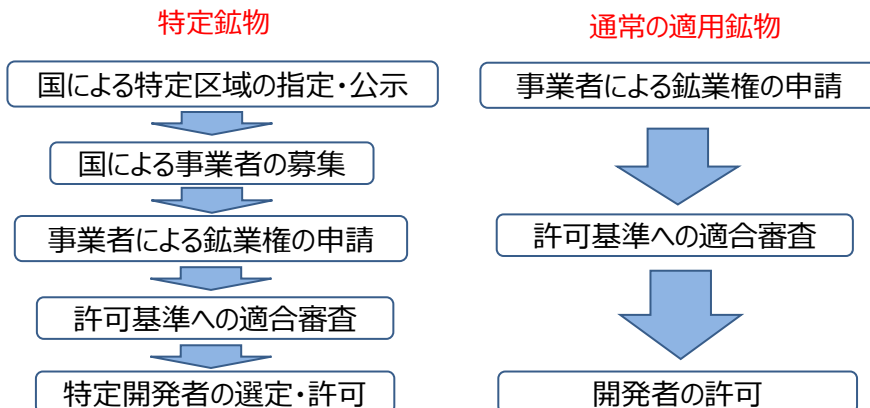 特定鉱物
国による特定区域の指定・公示
国による事業者の募集
事業者による鉱業権の申請
許可基準への適合審査
特定開発者の選定・許可
通常の適用鉱物
事業者による鉱業権の申請
許可基準への適合審査
開発者の許可